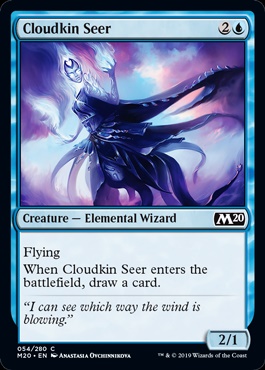 Cloudkin Seer 2
Creature — Elemental Wizard M20
Flying
When Cloudkin Seer enters the
battlefield, draw a card.
"I can see which way the wind is
blowing."
2/1
054/280 C
M20 • EN Anastasia Ovchinnikova ™ & © 2019 Wizards of the Coast